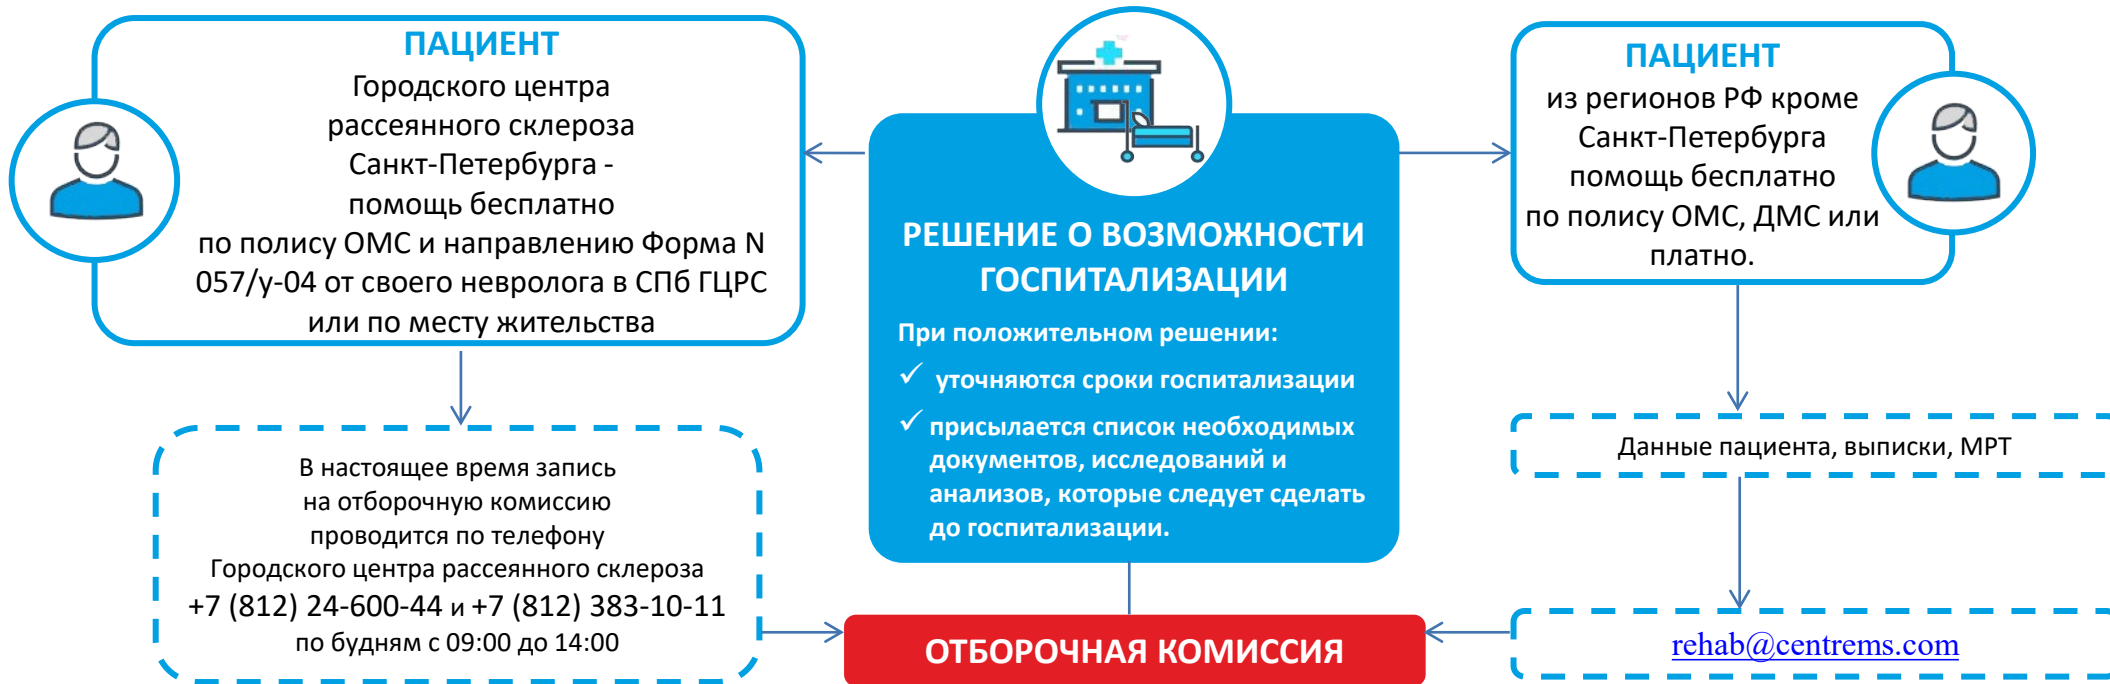 ПАЦИЕНТ
Городского центра
рассеянного склероза
Санкт-Петербурга -
помощь бесплатно
по полису ОМС и направлению Форма N
057/у-04 от своего невролога в СПб ГЦРС
или по месту жительства
В настоящее время запись
на отборочную комиссию
проводится по телефону
Городского центра рассеянного склероза
+7 (812) 24-600-44 и +7 (812) 383-10-11
по будням с 09:00 до 14:00
РЕШЕНИЕ О ВОЗМОЖНОСТИ
ГОСПИТАЛИЗАЦИИ
При положительном решении:
✓ уточняются сроки госпитализации
✓ присылается список необходимых
документов, исследований и
анализов, которые следует сделать
до госпитализации.
ОТБОРОЧНАЯ КОМИССИЯ
ПАЦИЕНТ
из регионов РФ кроме
Санкт-Петербурга
помощь бесплатно
по полису ОМС, ДМС или
платно.
Данные пациента, выписки, МРТ
rehab@centrems.com